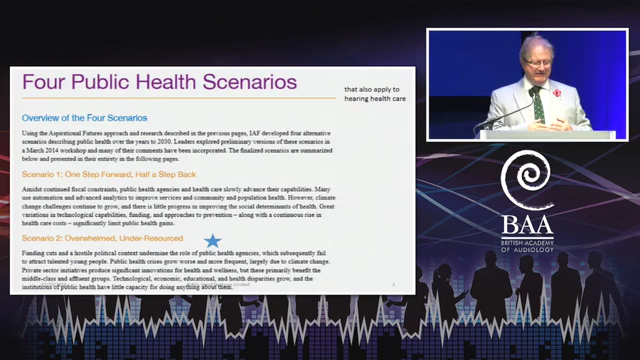 Four Public Health Scenarios
that also apply to
hearing health care
Overview of the Four Scenarios
Using the Aspirational Futures approach and research described in the previous pages, IAF developed four alternative
scenarios describing public health over the years to 2030. Leaders explored preliminary versions of these scenarios in
a March 2014 workshop and many of their comments have been incorporated. The finalized scenarios are summarized
below and presented in their entirety in the following pages.
Scenario 1: One Step Forward, Half a Step Back
Amidst continued fiscal constraints, public health agencies and health care slowly advance their capabilities. Many
use automation and advanced analytics to improve services and community and population health. However, climate
change challenges continue to grow, and there is little progress in improving the social determinants of health. Great
variations in technological capabilities, funding, and approaches to prevention – along with a continuous rise in
health care costs – significantly limit public health gains.
Scenario 2: Overwhelmed, Under-Resourced
Funding cuts and a hostile political context undermine the role of public health agencies, which subsequently fail
to attract talented young people. Public health crises grow worse and more frequent, largely due to climate change.
Private sector initiatives produce significant innovations for health and wellness, but these primarily benefit the
middle-class and affluent groups. Technological, economic, educational, and health disparities grow, and the
institutions of public health have little capacity for doing anything about them.
BAA
BRITISH ACADEMY
OF AUDIOLOGY